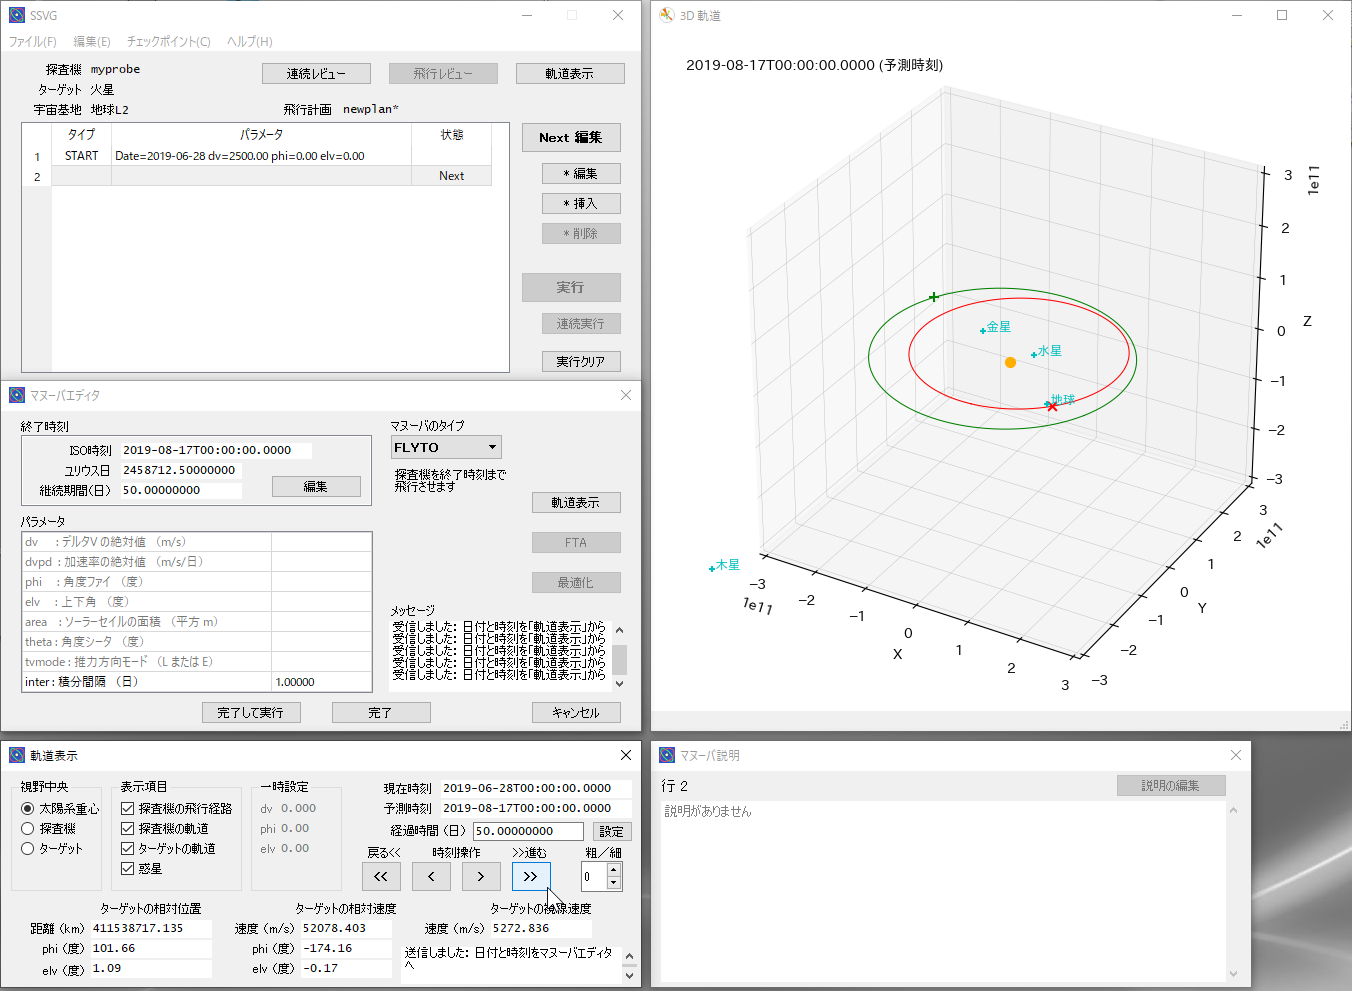 SSVG
ファイル(F) 編集(E) チェックポイント(C) ヘルプ(H)
探査機 myprobe
ターゲット 火星
宇宙基地 地球L2
連続レビュー
飛行レビュー
軌道表示
飛行計画 newplan*
タイプ パラメータ 状態
1 START Date=2019-06-28 dv=2500.00 phi=0.00 elv=0.00
2 Next
Next 編集
* 編集
* 挿入
* 削除
実行
連続実行
実行クリア
マヌーバエディタ
終了時刻
ISO時刻 2019-08-17T00:00:00.0000
ユリウス日 2458712.50000000
継続期間(日) 50.00000000
編集
マヌーバのタイプ
FLYTO
探査機を終了時刻まで
飛行させます
軌道表示
FTA
最適化
パラメータ
dv : デルタV の絶対値 (m/s)
dvpd : 加速率の絶対値 (m/s/日)
phi : 角度ファイ (度)
elv : 上下角 (度)
area : ソーラーセイルの面積 (平方 m)
theta : 角度シータ (度)
tvmode : 推力方向モード (L または E)
inter : 積分間隔 (日) 1.00000
メッセージ
受信しました: 日付と時刻を「軌道表示」から
受信しました: 日付と時刻を「軌道表示」から
受信しました: 日付と時刻を「軌道表示」から
受信しました: 日付と時刻を「軌道表示」から
受信しました: 日付と時刻を「軌道表示」から
完了して実行
完了
キャンセル
軌道表示
視野中央
太陽系重心
探査機
ターゲット
表示項目
探査機の飛行経路
探査機の軌道
ターゲットの軌道
惑星
一時設定
dv 0.000
phi 0.00
elv 0.00
現在時刻 2019-06-28T00:00:00.0000
予測時刻 2019-08-17T00:00:00.0000
経過時間 (日) 50.00000000 設定
戻る<< 時刻操作 >>進む 粗／細
<< < > >> 0
ターゲットの相対位置
距離 (km) 411538717.135
phi (度) 101.66
elv (度) 1.09
ターゲットの相対速度
速度 (m/s) 52078.403
phi (度) -174.16
elv (度) -0.17
ターゲットの視線速度
速度 (m/s) 5272.836
送信しました: 日付と時刻をマヌーバエディタ
へ
3D 軌道
2019-08-17T00:00:00.0000 (予測時刻)
金星
水星
地球
木星
3
2
1
0
−1
−2
−3
1e11
Z
−3
−2
−1
0
1
2
3
1e11
X
3
2
1
0
−1
−2
−3
1e11
Y
マヌーバ説明
行 2
説明の編集
説明がありません